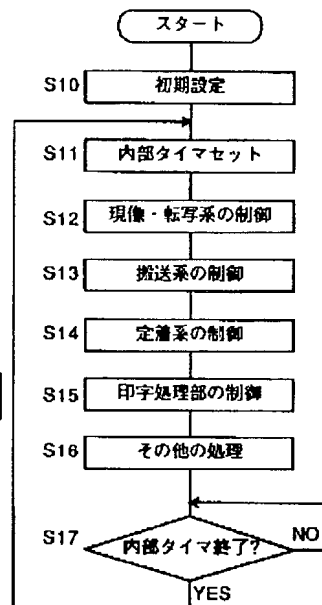 スタート
S10 初期設定
S11 内部タイマセット
S12 現像・転写系の制御
S13 搬送系の制御
S14 定着系の制御
S15 印字処理部の制御
S16 その他の処理
S17 内部タイマ終了? NO
YES